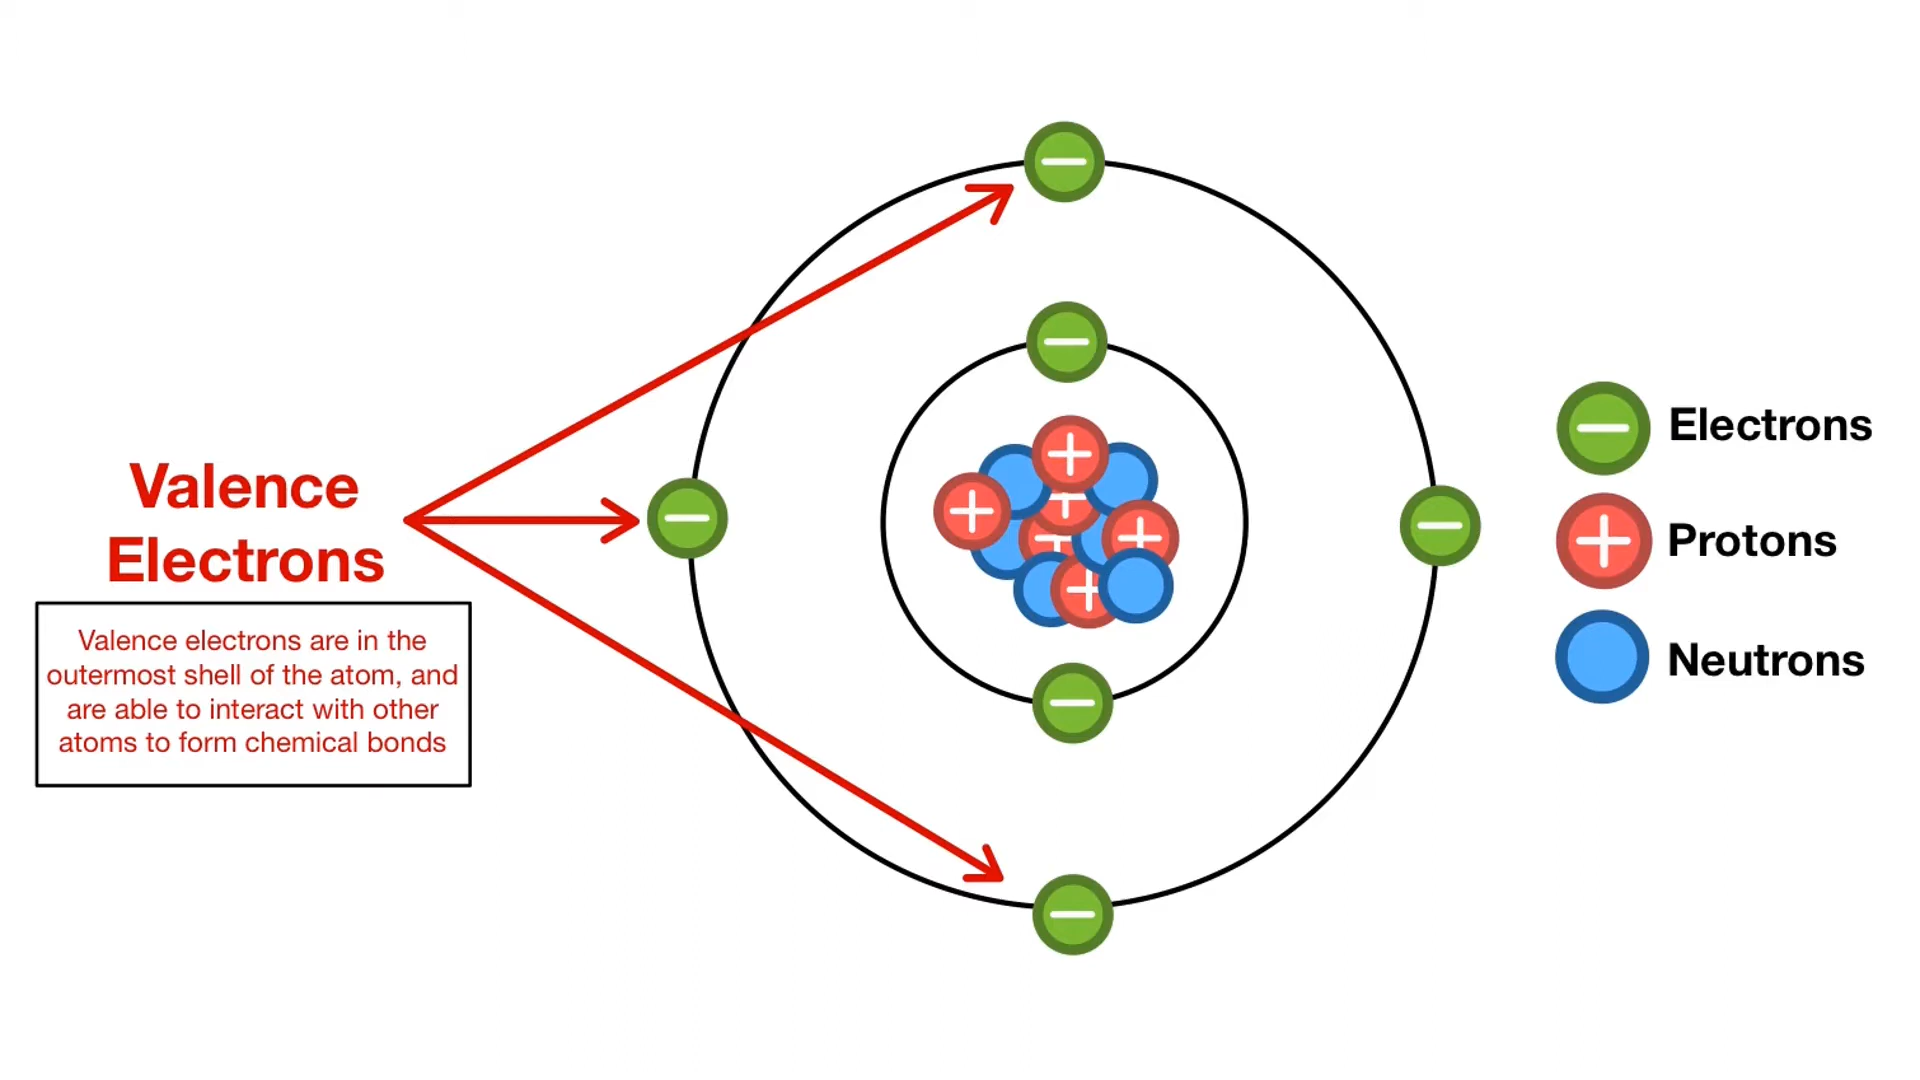 Valence
Electrons
Valence electrons are in the
outermost shell of the atom, and
are able to interact with other
atoms to form chemical bonds
Electrons
Protons
Neutrons